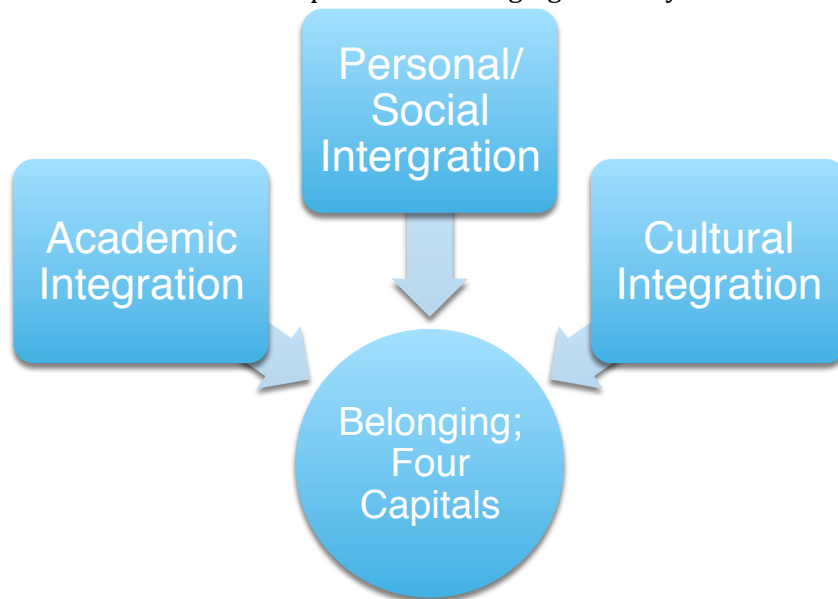 Personal/
Social
Intergration
Academic
Integration
Cultural
Integration
Belonging;
Four
Capitals